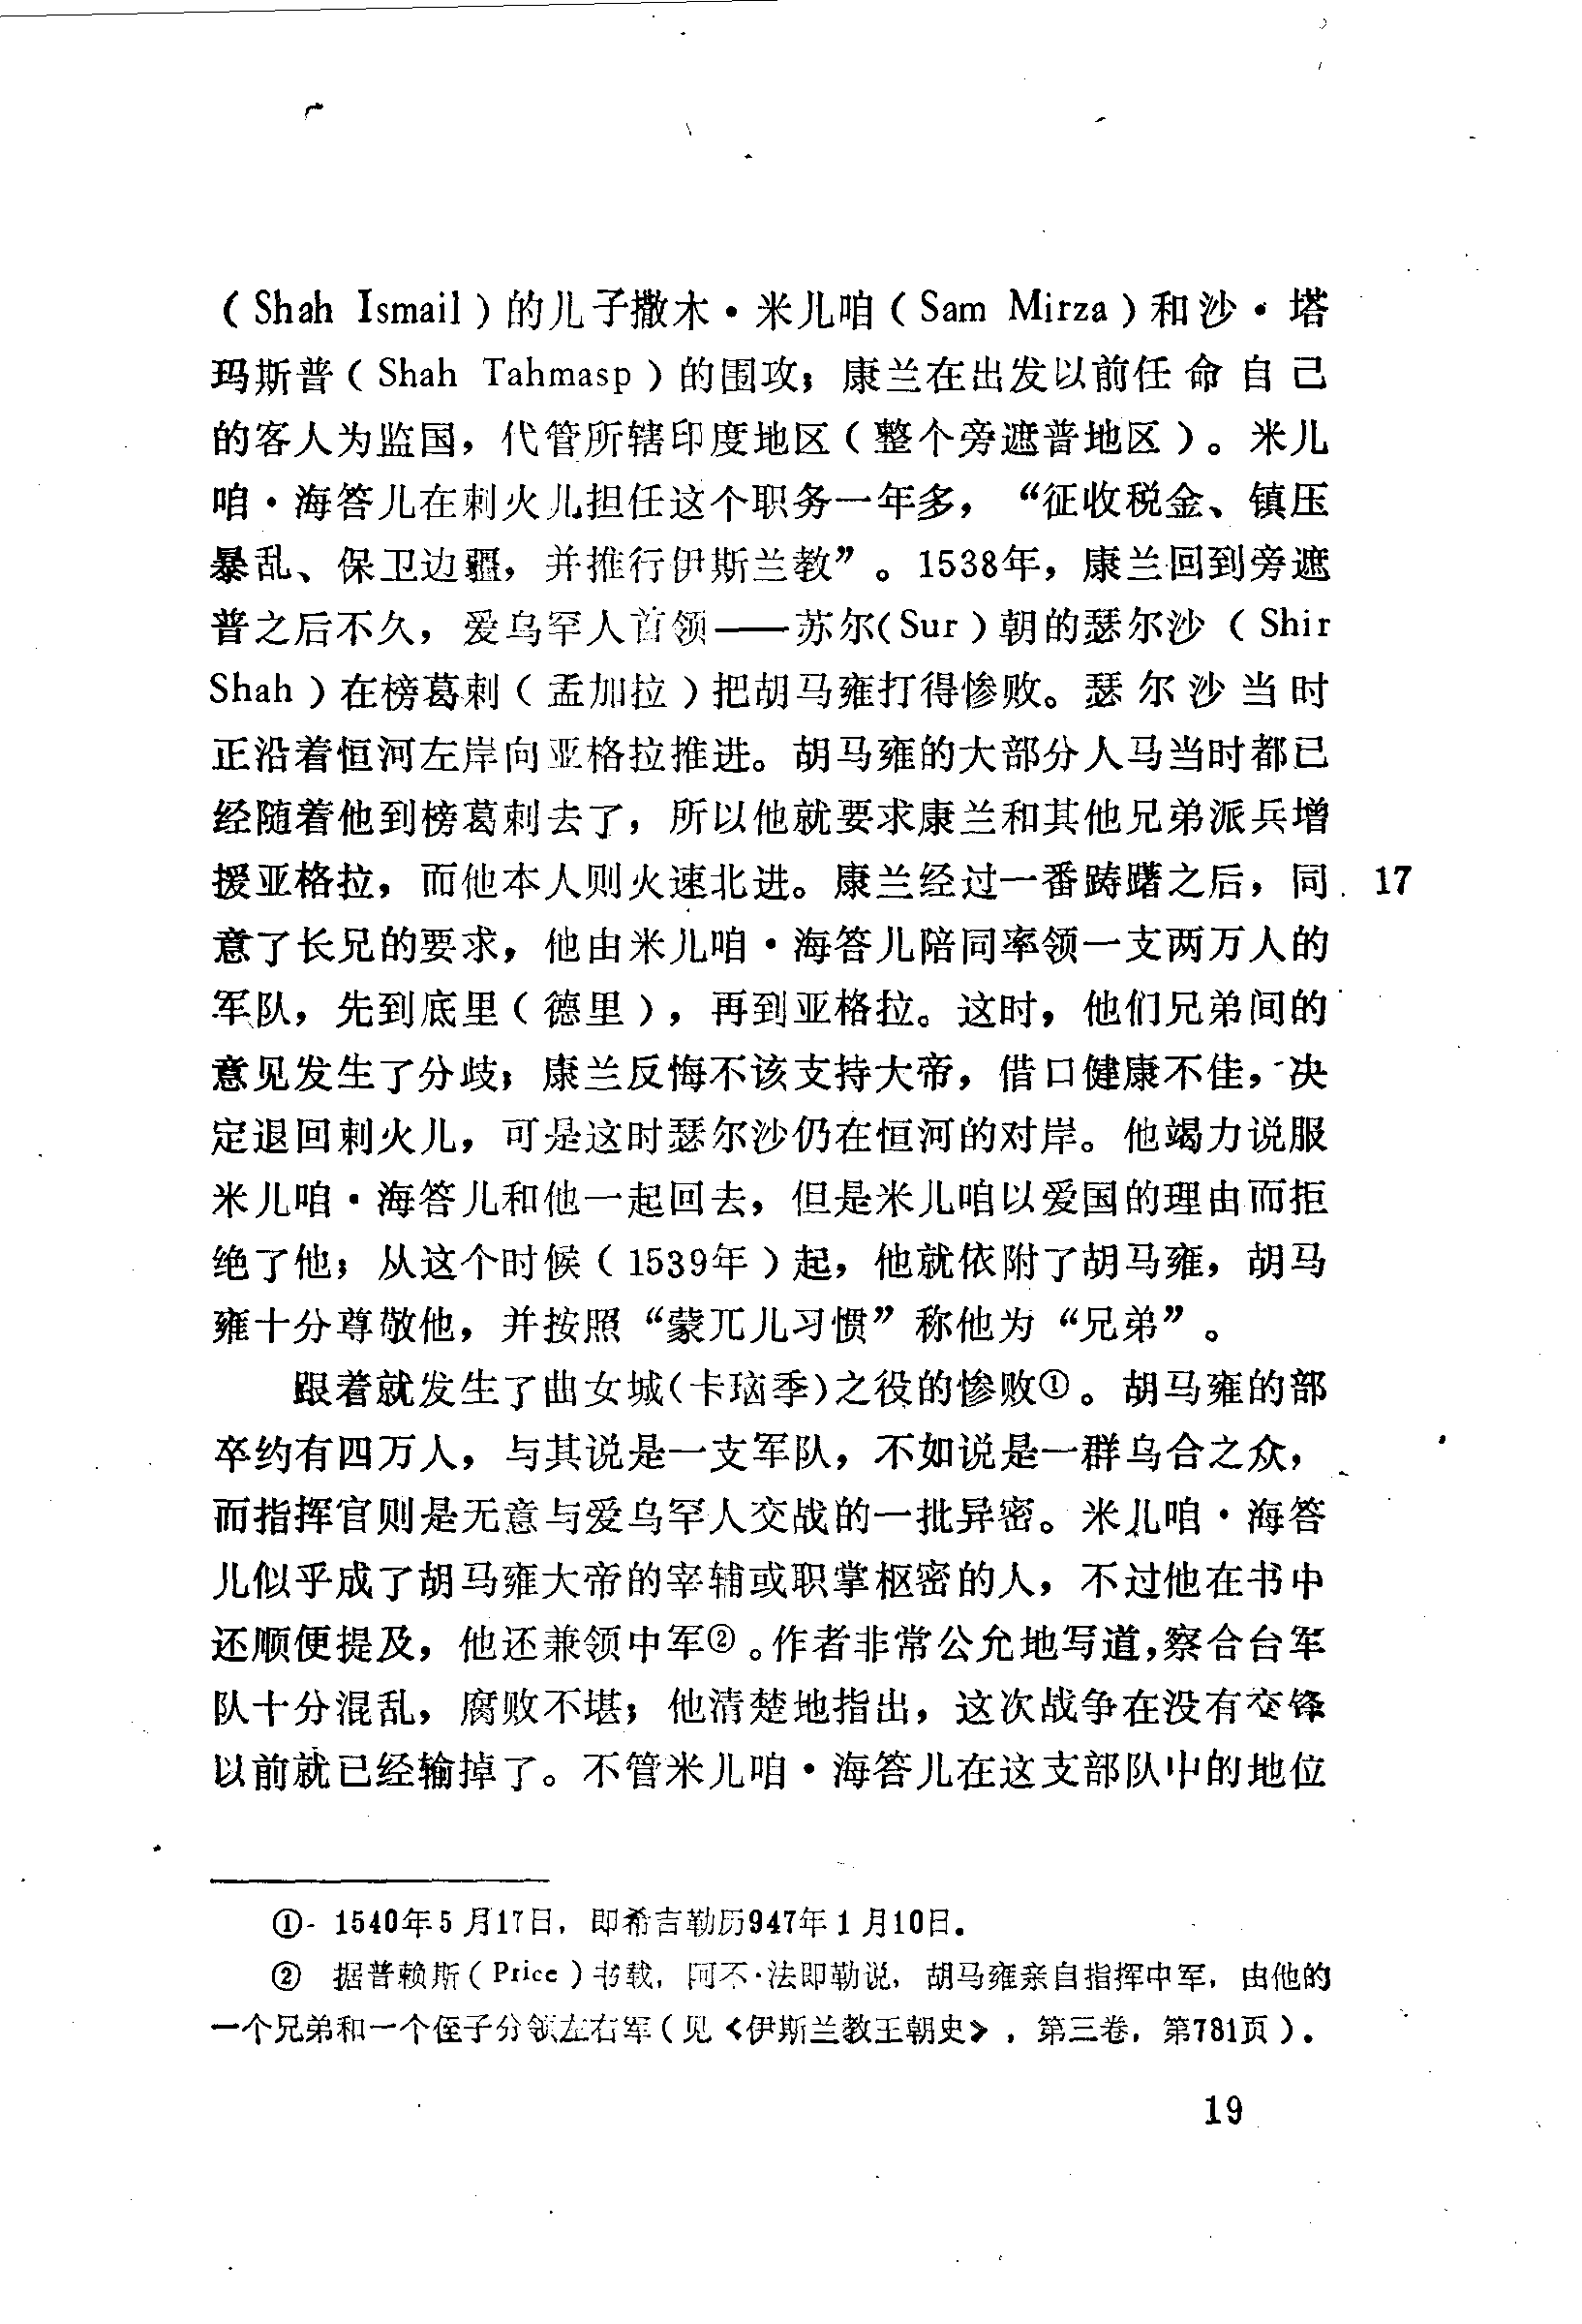 （Shah Ismail）的儿子撒木·米儿咱（Sam Mirza）和沙·塔
玛斯普（Shah Tahmasp）的围攻；康兰在出发以前任命自己
的客人为监国，代管所辖印度地区（整个旁遮普地区）。米儿
咱·海答儿在剌火儿担任这个职务一年多，“征收税金、镇压
暴乱、保卫边疆，并推行伊斯兰教”。1538年，康兰回到旁遮
普之后不久，爱乌罕人首领——苏尔（Sur）朝的瑟尔沙（Shir
Shah）在榜葛剌（孟加拉）把胡马雍打得惨败。瑟尔沙当时
正沿着恒河左岸向亚格拉推进。胡马雍的大部分人马当时都已
经随着他到榜葛剌去了，所以他就要求康兰和其他兄弟派兵增
援亚格拉，而他本人则火速北进。康兰经过一番踌躇之后，同 17
意了长兄的要求，他由米儿咱·海答儿陪同率领一支两万人的
军队，先到底里（德里），再到亚格拉。这时，他们兄弟间的
意见发生了分歧；康兰反悔不该支持大帝，借口健康不佳，决
定退回剌火儿，可是这时瑟尔沙仍在恒河的对岸。他竭力说服
米儿咱·海答儿和他一起回去，但是米儿咱以爱国的理由而拒
绝了他；从这个时候（1539年）起，他就依附了胡马雍，胡马
雍十分尊敬他，并按照“蒙兀儿习惯”称他为“兄弟”。
跟着就发生了曲女城（卡瑙季）之役的惨败①。胡马雍的部
卒约有四万人，与其说是一支军队，不如说是一群乌合之众，
而指挥官则是无意与爱乌罕人交战的一批异密。米儿咱·海答
儿似乎成了胡马雍大帝的宰辅或职掌枢密的人，不过他在书中
还顺便提及，他还兼领中军②。作者非常公允地写道，察合台军
队十分混乱，腐败不堪；他清楚地指出，这次战争在没有交锋
以前就已经输掉了。不管米儿咱·海答儿在这支部队中的地位
① 1540年5月17日，即希吉勒历947年1月10日。
② 据普赖斯（Price）书载，阿不·法即勒说，胡马雍亲自指挥中军，由他的
一个兄弟和一个侄子分领左右军（见《伊斯兰教王朝史》，第三卷，第781页）。
19